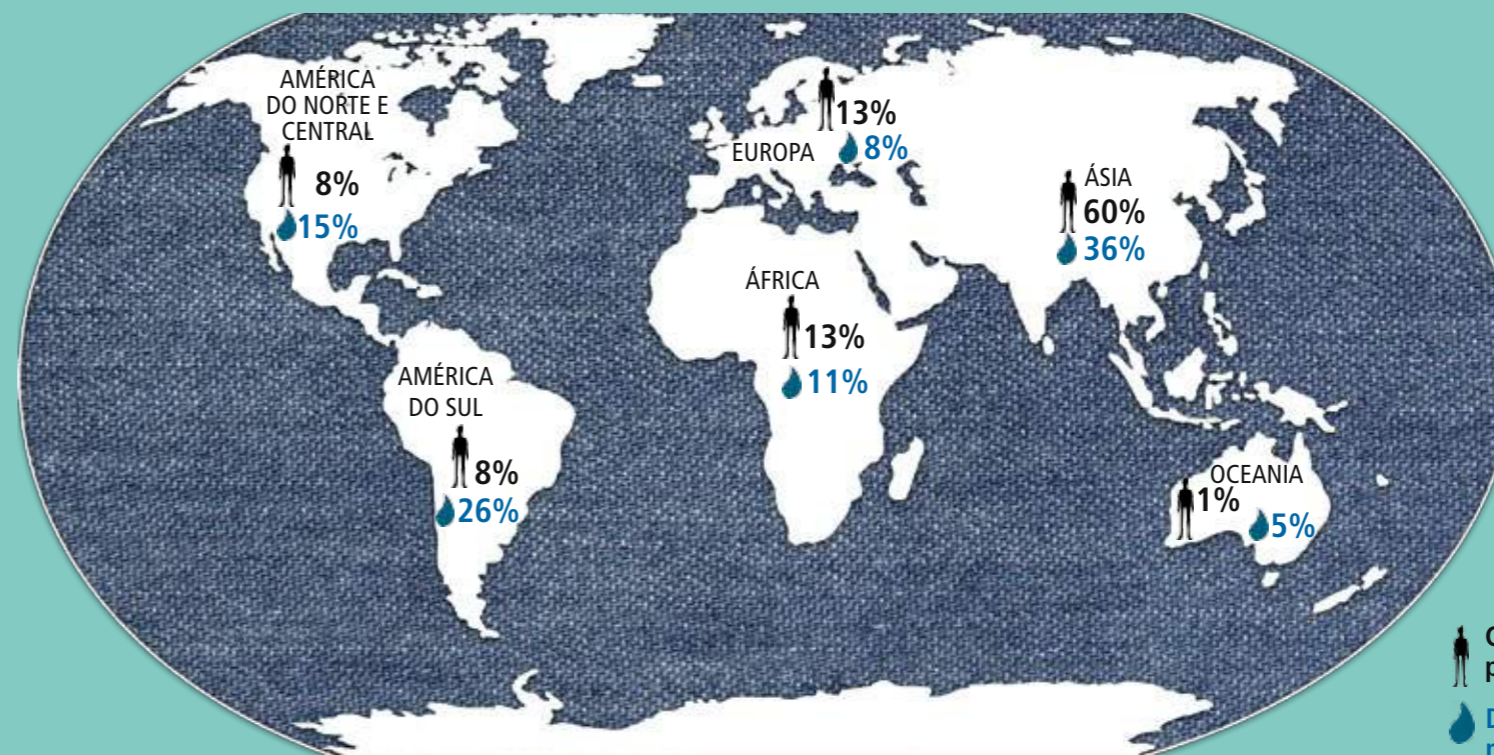 AMÉRICA
DO NORTE E
CENTRAL
8%
15%
13%
EUROPA
8%
ÁSIA
60%
36%
ÁFRICA
13%
11%
AMÉRICA
DO SUL
8%
26%
OCEANIA
1%
5%